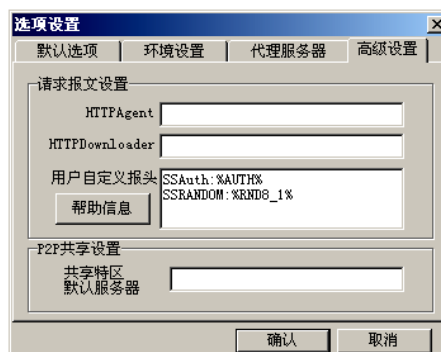 选项设置
默认选项 环境设置 代理服务器 高级设置
请求报文设置
HTTPAgent
HTTPDownloader
用户自定义报头
SSAuth:%AUTH%
SSRANDOM:%RND8_1%
帮助信息
P2P共享设置
共享特区
默认服务器
确认 取消